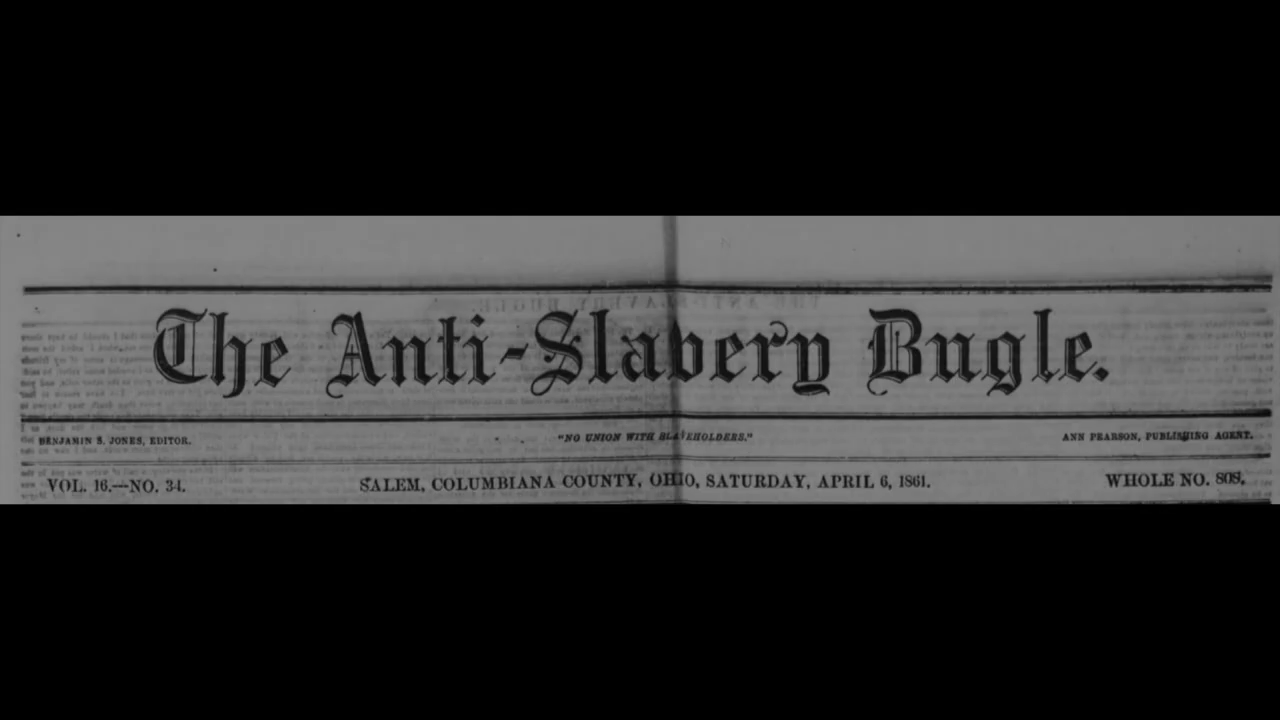 The Anti-Slavery Bugle.
BENJAMIN S. JONES, EDITOR. "NO UNION WITH SLAVEHOLDERS." ANN PEARSON, PUBLISHING AGENT.
VOL. 16.—NO. 34. SALEM, COLUMBIANA COUNTY, OHIO, SATURDAY, APRIL 6, 1861. WHOLE NO. 808.